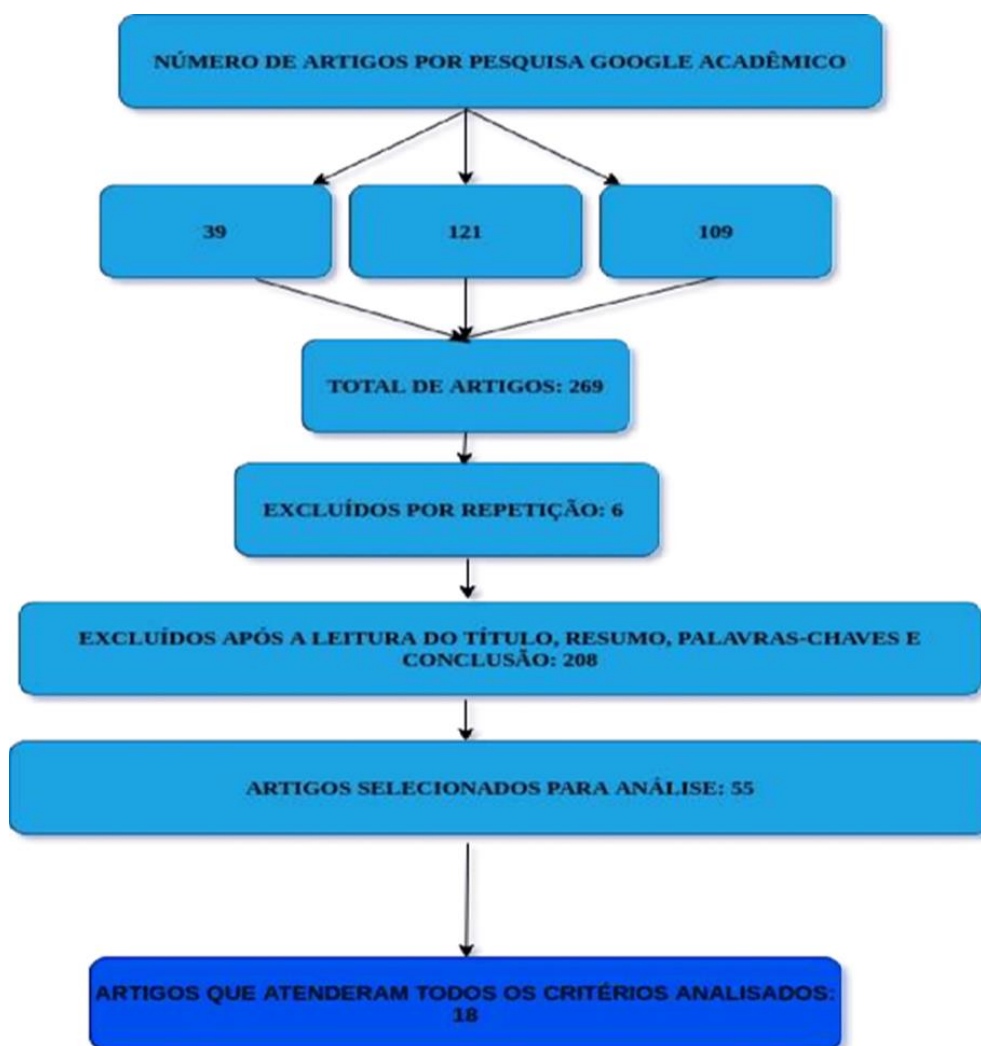 NÚMERO DE ARTIGOS POR PESQUISA GOOGLE ACADÊMICO
39
121
109
TOTAL DE ARTIGOS: 269
EXCLUÍDOS POR REPETIÇÃO: 6
EXCLUÍDOS APÓS A LEITURA DO TÍTULO, RESUMO, PALAVRAS-CHAVES E
CONCLUSÃO: 208
ARTIGOS SELECIONADOS PARA ANÁLISE: 55
ARTIGOS QUE ATENDERAM TODOS OS CRITÉRIOS ANALISADOS:
18